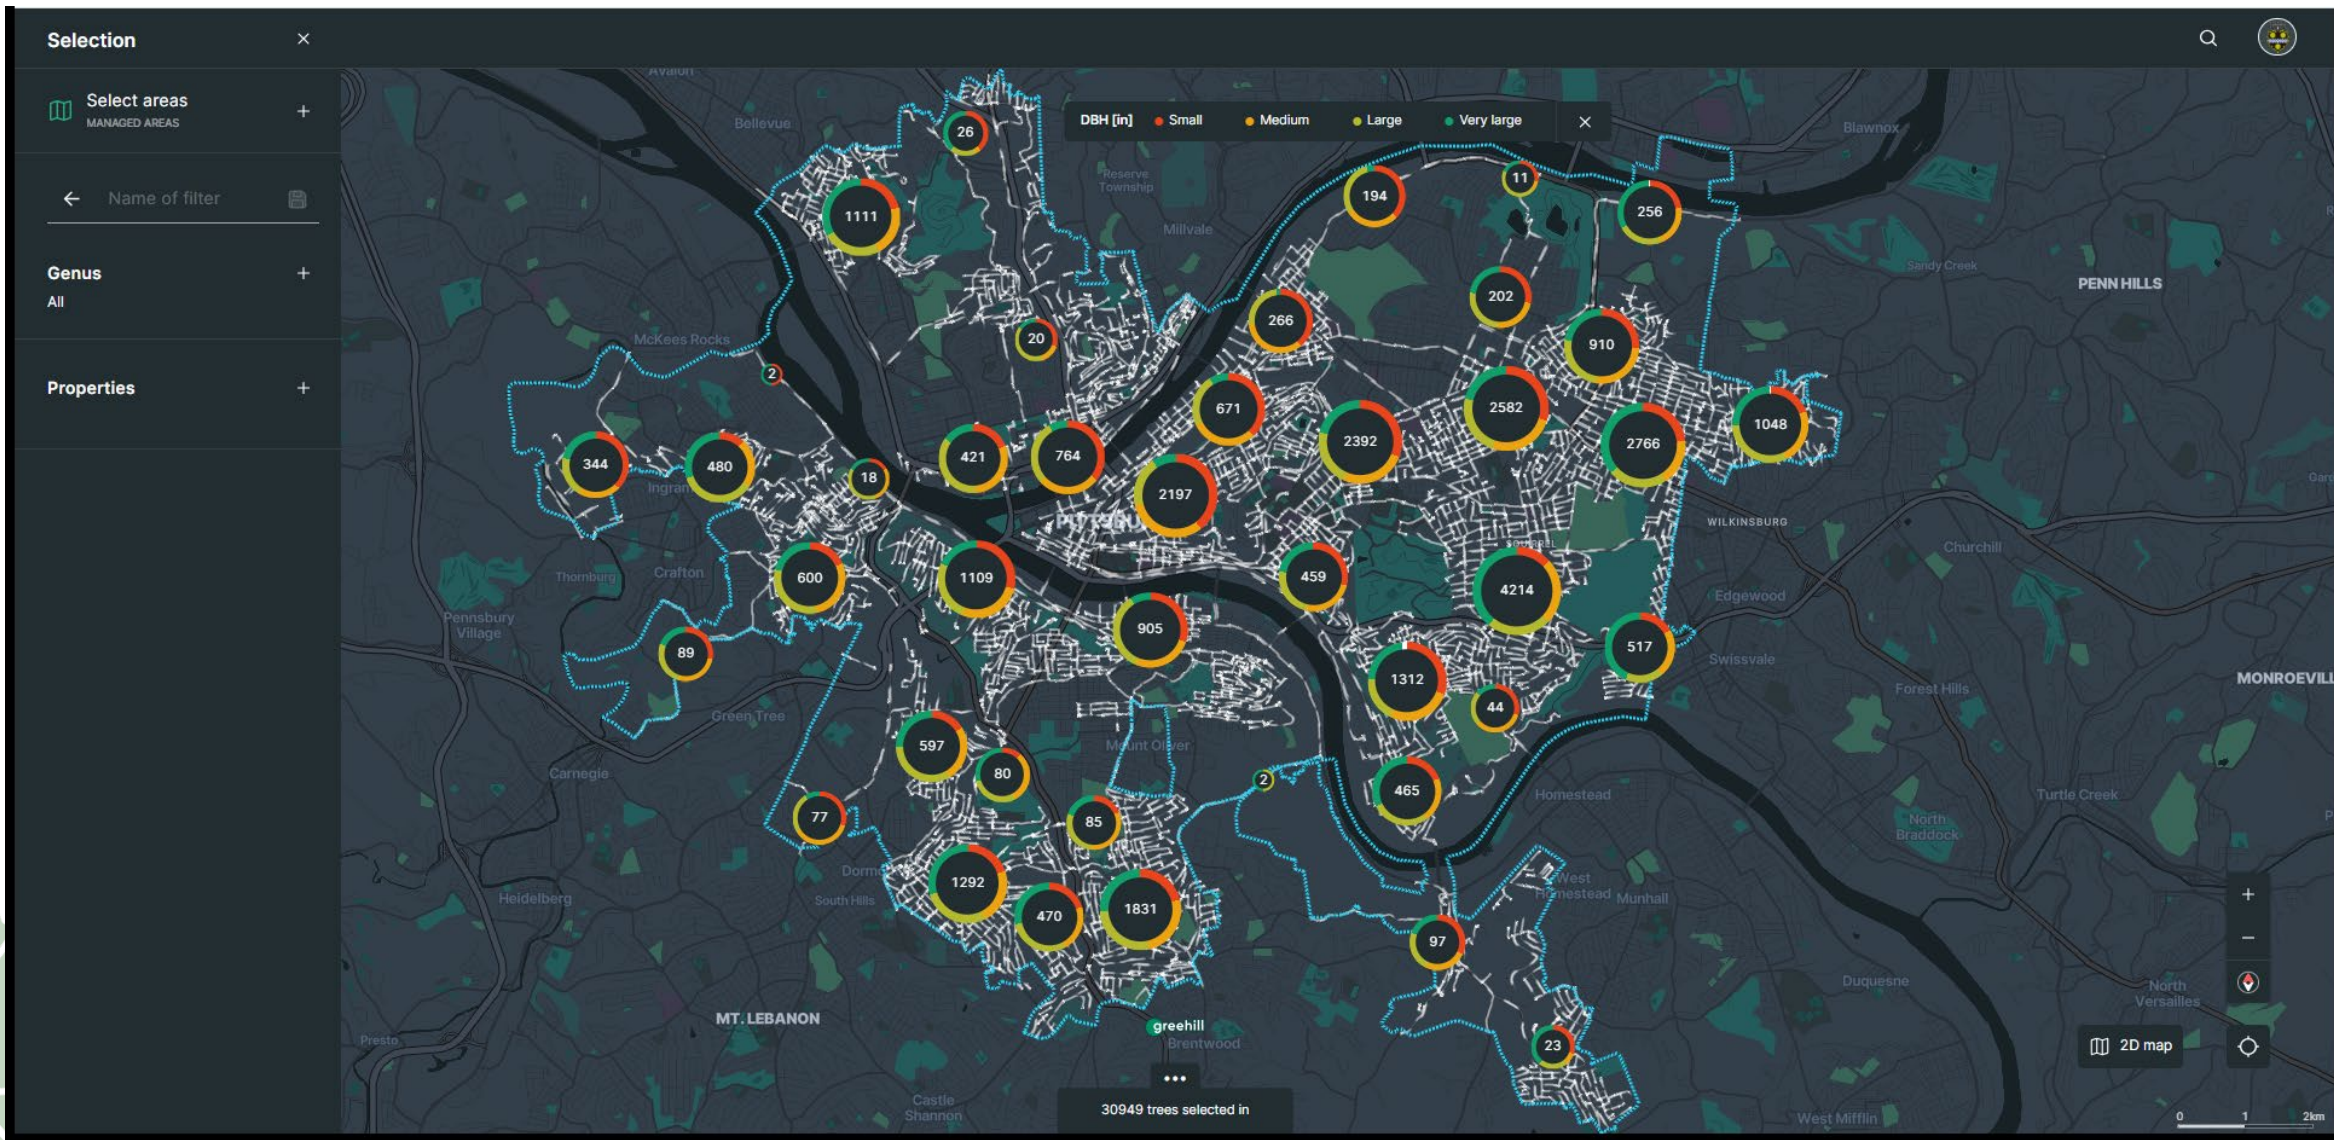 Selection
Select areas
MANAGED AREAS
Name of filter
Genus
All
Properties
DBH [in] Small Medium Large Very large
Avalon
Bellevue
Reserve
Township
Millvale
Blawnox
Sandy Creek
PENN HILLS
McKees Rocks
Ingram
Thornburg
Crafton
Pennsbury
Village
Green Tree
Carnegie
Heidelberg
Presto
MT. LEBANON
South Hills
Castle
Shannon
Mount Oliver
greehill
Brentwood
WILKINSBURG
Churchill
Edgewood
Swissvale
Forest Hills
MONROEVILL
Homestead
West
Homestead
Munhall
North
Braddock
Turtle Creek
Duquesne
North
Versailles
West Mifflin
26
1111
194
11
256
202
266
20
910
2
671
2582
2392
2766
1048
344
480
421
764
18
2197
600
1109
459
4214
905
89
517
1312
44
597
80
2
465
77
85
1292
470
1831
97
23
30949 trees selected in
2D map
0 1 2km